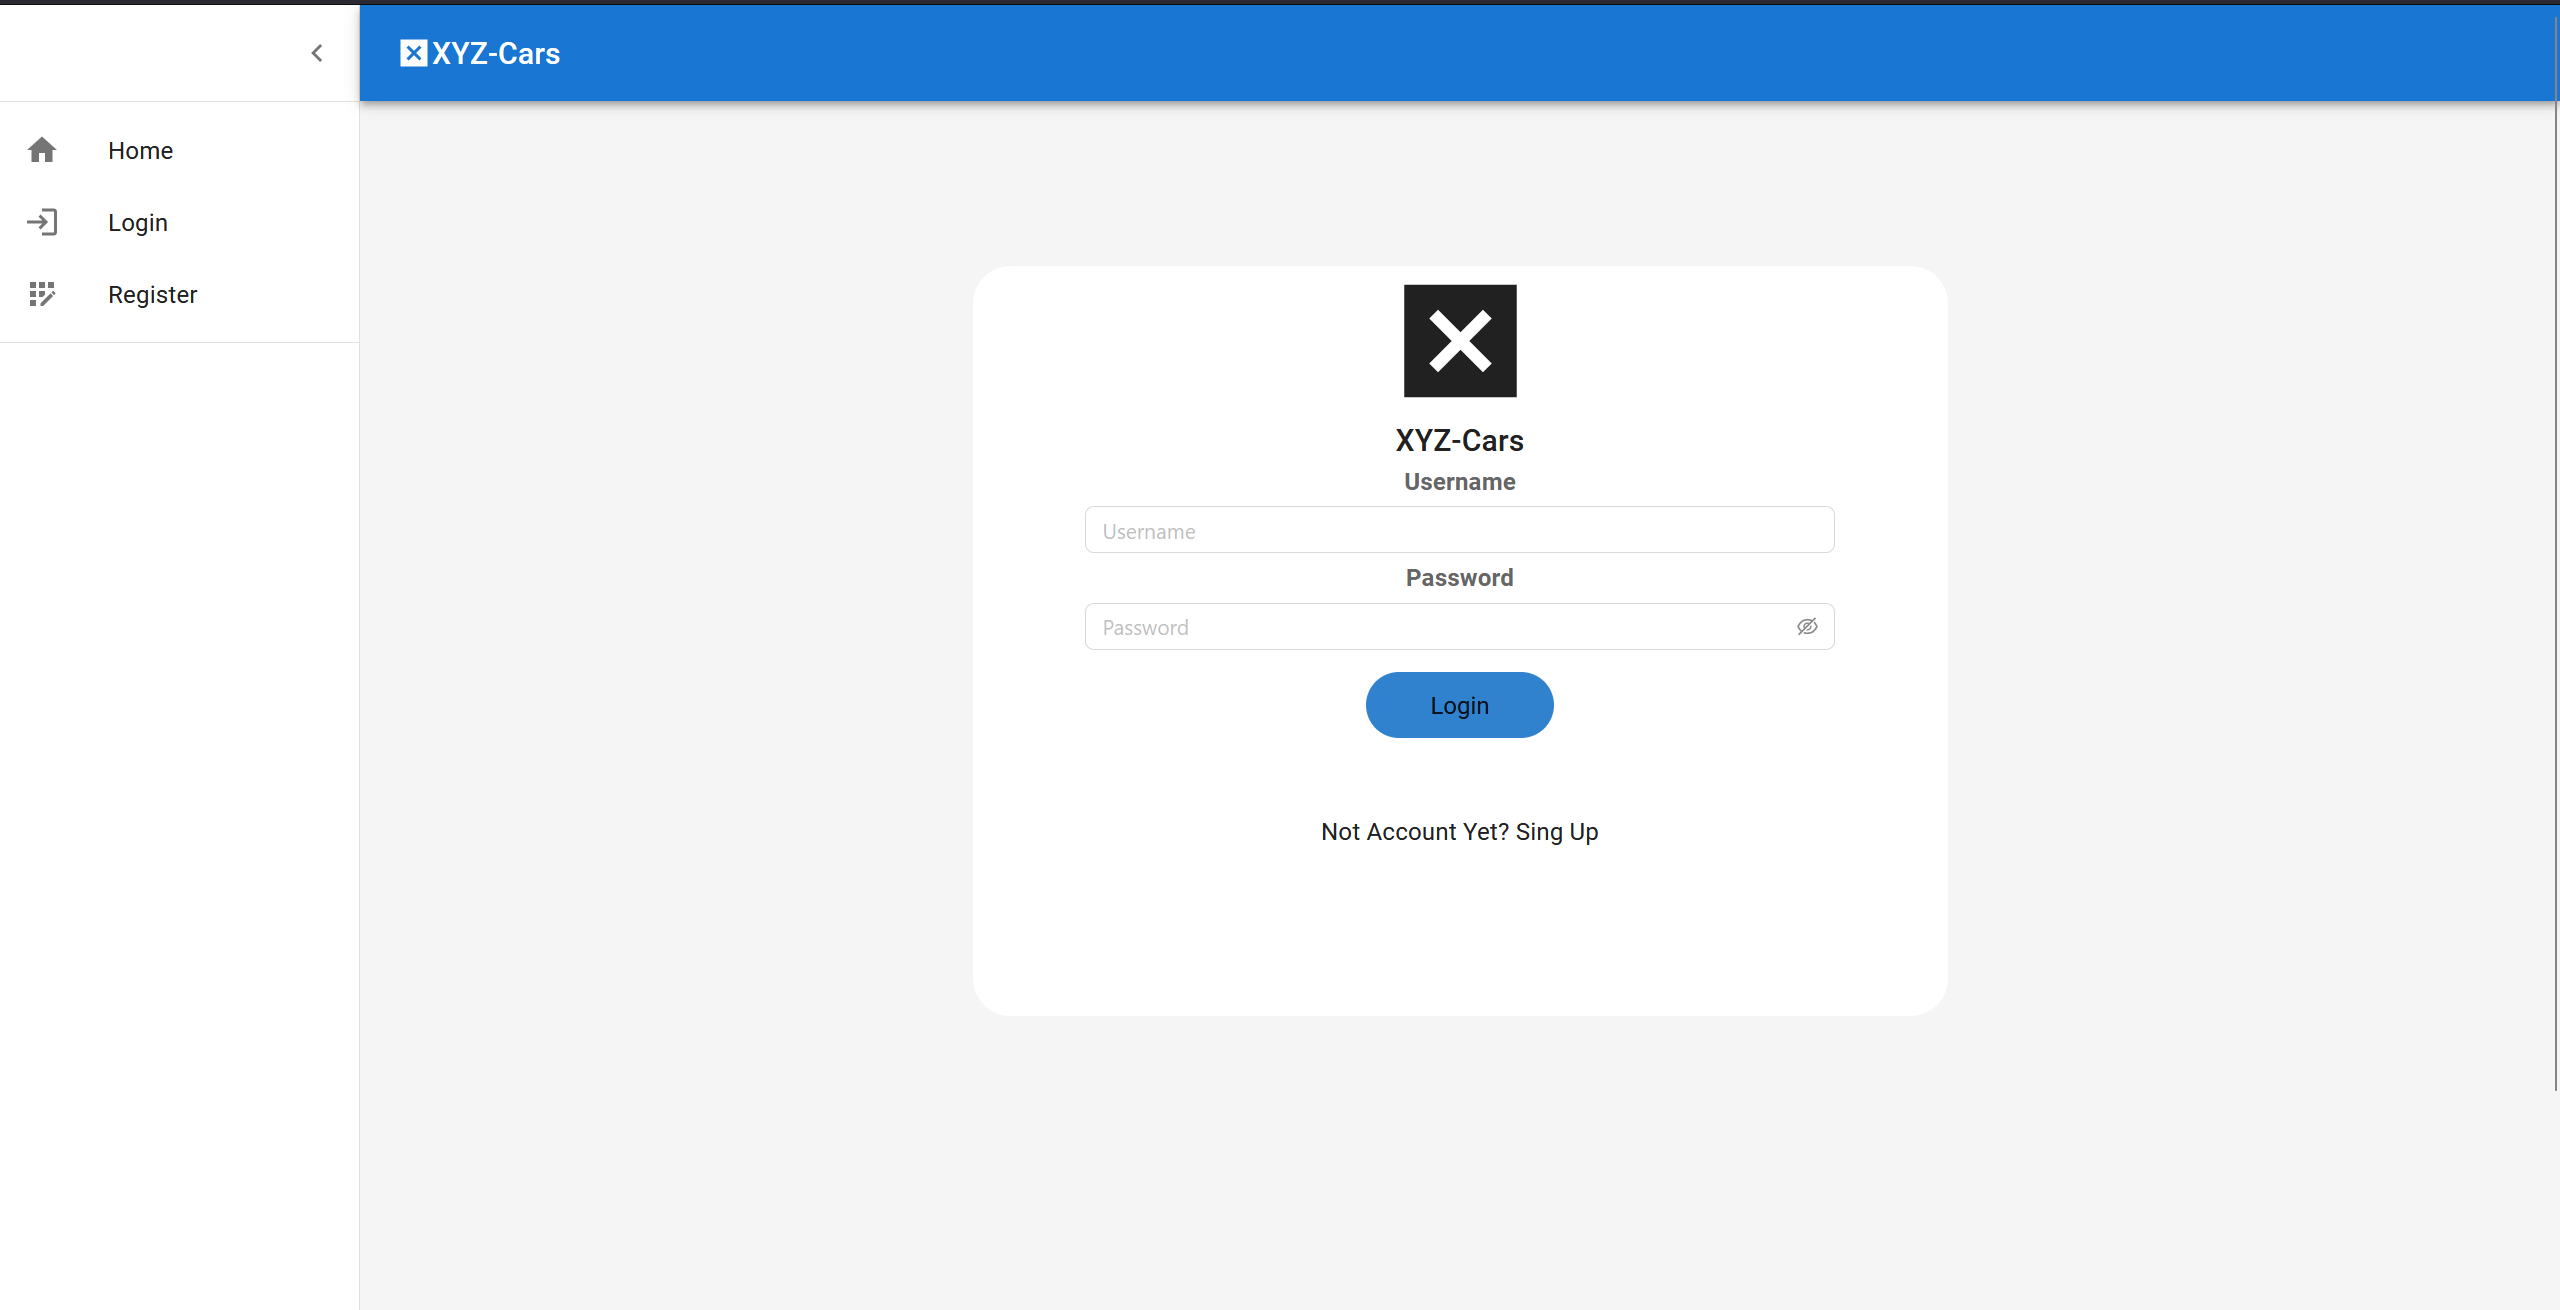 XYZ-Cars
Home
Login
Register
XYZ-Cars
Username
Username
Password
Password
Login
Not Account Yet? Sing Up